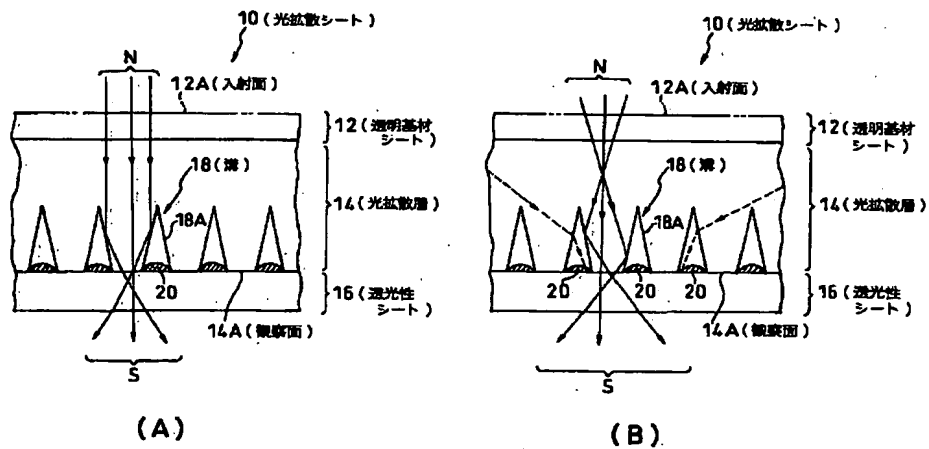 10(光拡散シート)
N
12A(入射面)
12(透明基材
シート)
18(溝)
14(光拡散層)
18A
20
16(透光性
シート)
14A(観察面)
S
(A)
10(光拡散シート)
N
12A(入射面)
12(透明基材
シート)
18(溝)
14(光拡散層)
18A
20 20 20
16(透光性
シート)
14A(観察面)
S
(B)